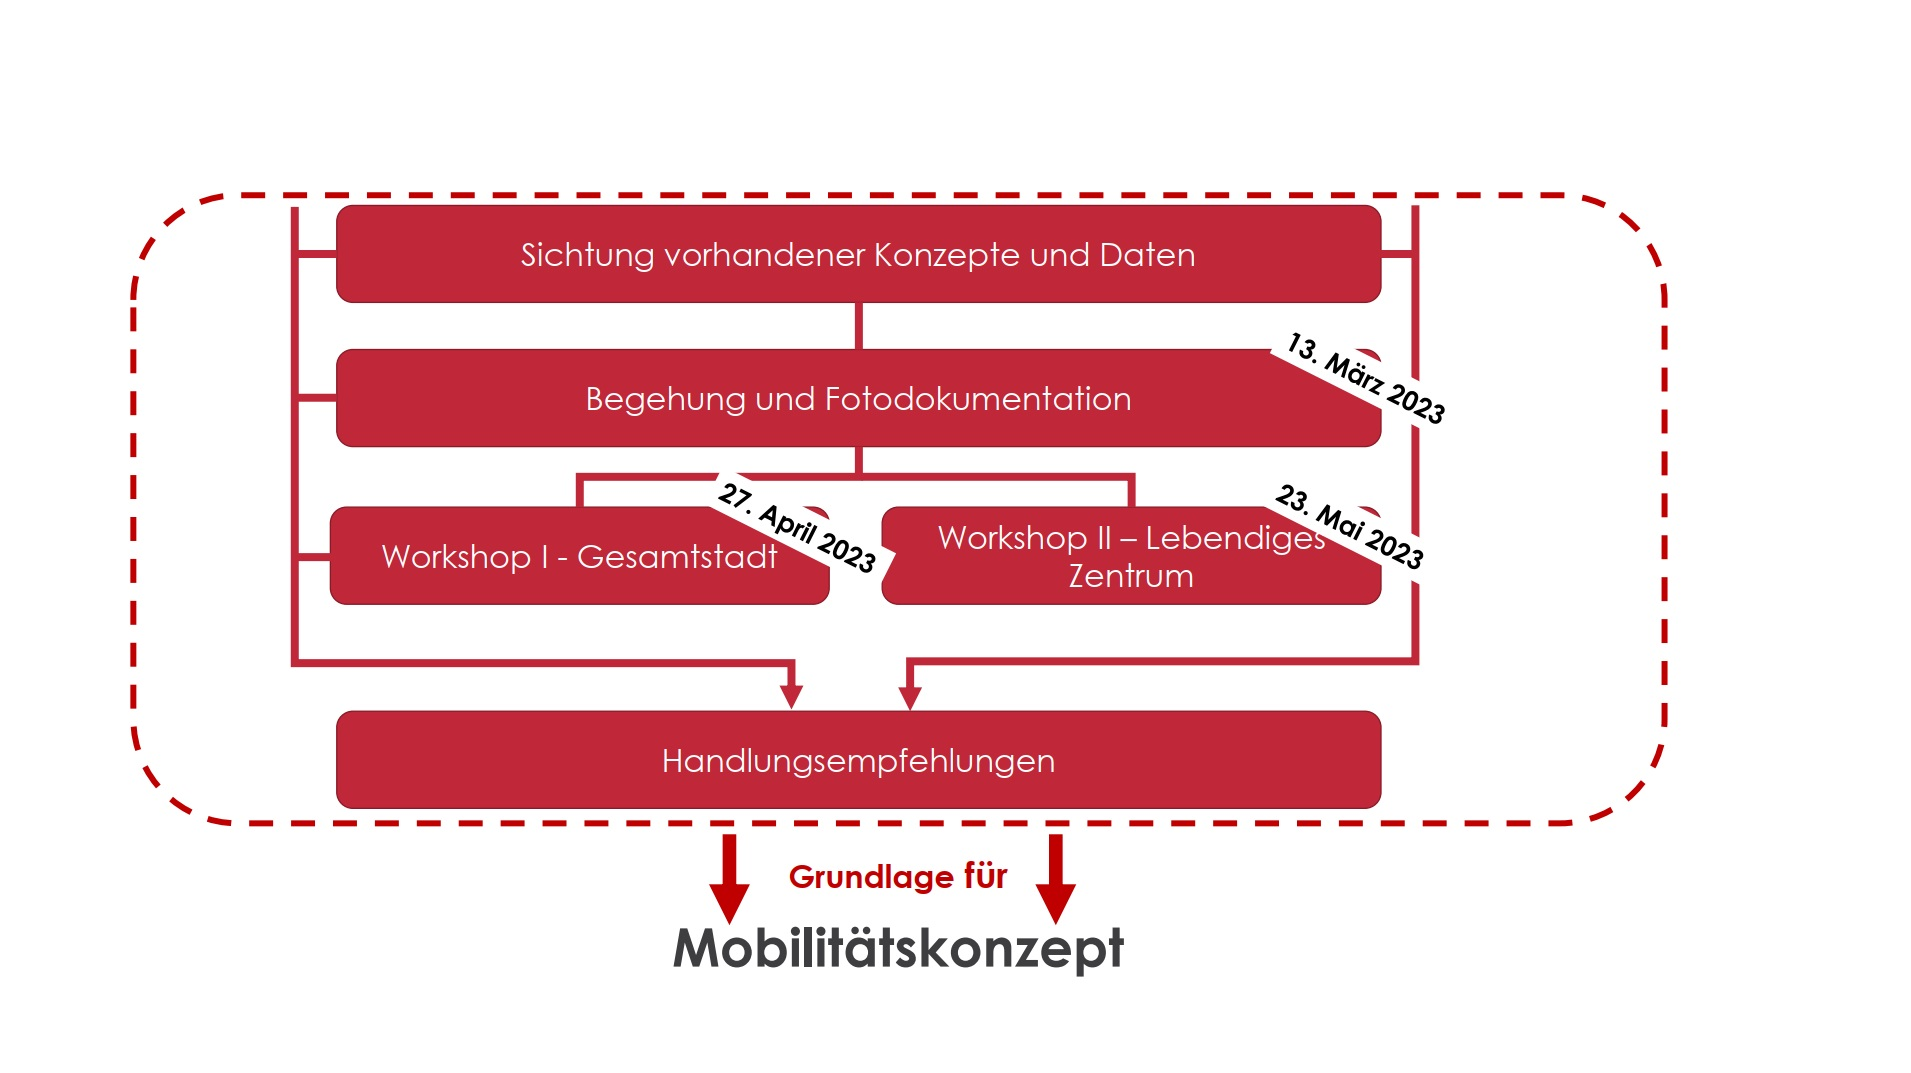 Sichtung vorhandener Konzepte und Daten
13. März 2023
Begehung und Fotodokumentation
27. April 2023
Workshop I - Gesamtstadt
23. Mai 2023
Workshop II – Lebendiges
Zentrum
Handlungsempfehlungen
Grundlage für
Mobilitätskonzept